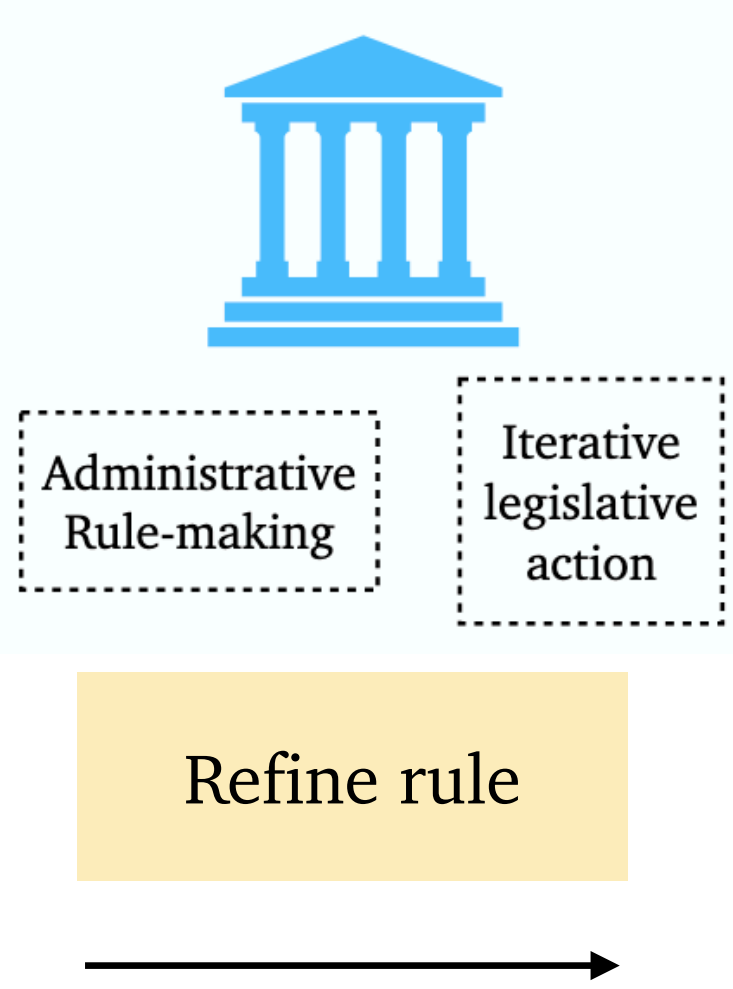 Administrative
Rule-making
Iterative
legislative
action
Refine rule